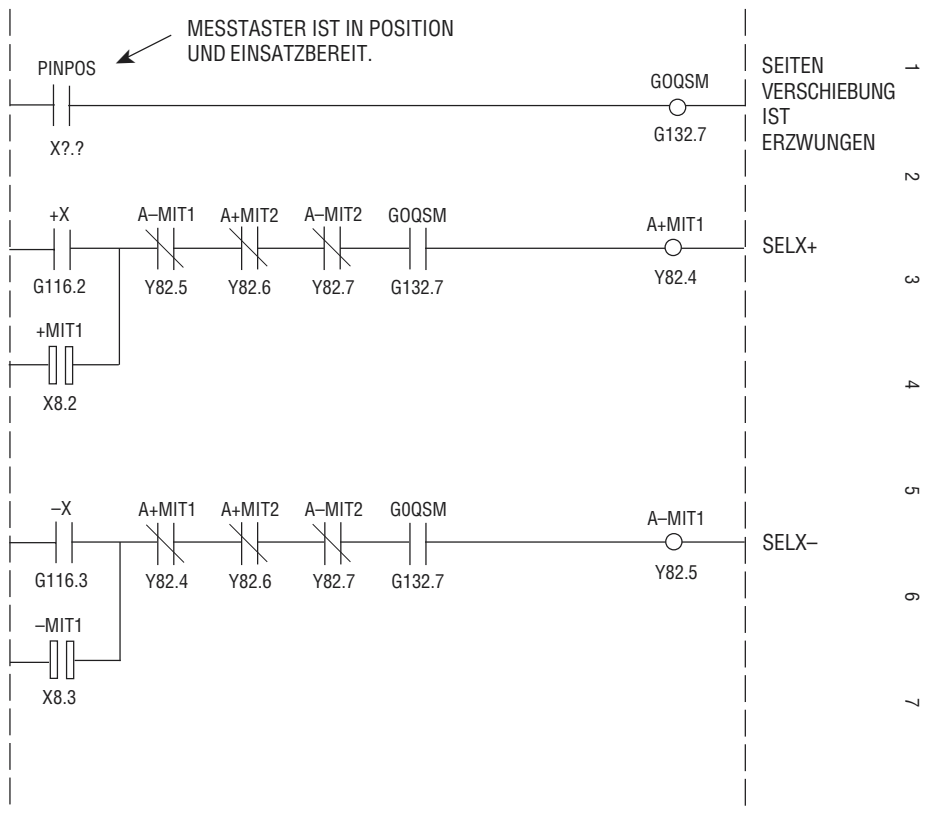 MESSTASTER IST IN POSITION
UND EINSATZBEREIT.
PINPOS
X?.?
GOQSM
G132.7
SEITEN
VERSCHIEBUNG
IST
ERZWUNGEN
1
2
+X
A–MIT1
A+MIT2
A–MIT2
GOQSM
A+MIT1
SELX+
G116.2
Y82.5
Y82.6
Y82.7
G132.7
Y82.4
3
+MIT1
X8.2
4
5
–X
A+MIT1
A+MIT2
A–MIT2
G0QSM
A–MIT1
SELX–
G116.3
Y82.4
Y82.6
Y82.7
G132.7
Y82.5
6
–MIT1
X8.3
7